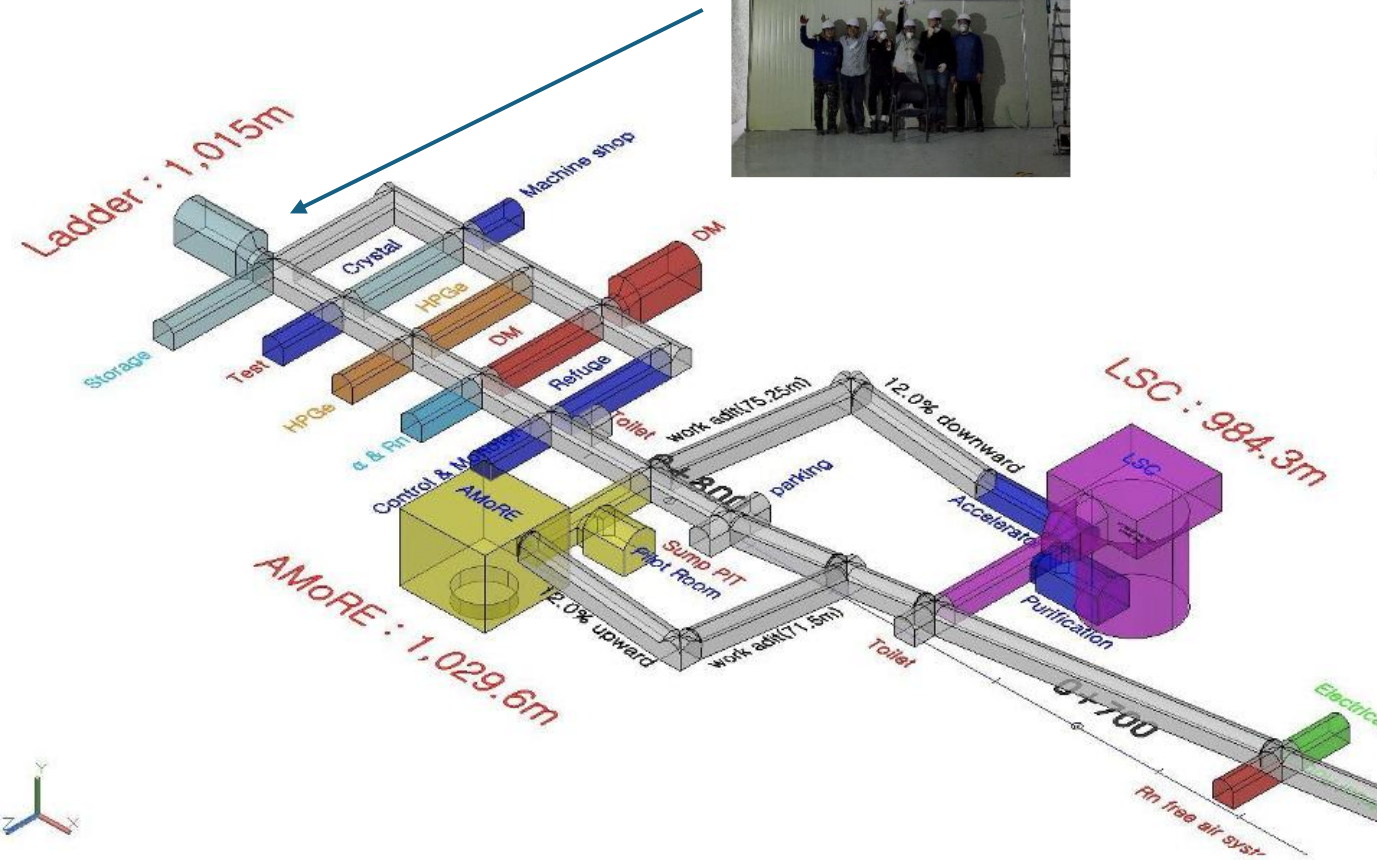 Ladder : 1,015m
Machine shop
Crystal
DM
HPGe
DM
Storage
Test
Refuge
HPGe
Toilet
α & Rn
work adit(75.25m)
12.0% downward
LSC : 984.3m
LSC
Control & Monitor
AMoRE
0+800
parking
Accelerator
Sump PIT
Pilot Room
AMoRE : 1,029.6m
12.0% upward
work adit(71.5m)
Purification
Toilet
0+700
Rn free air
Y
Z
X